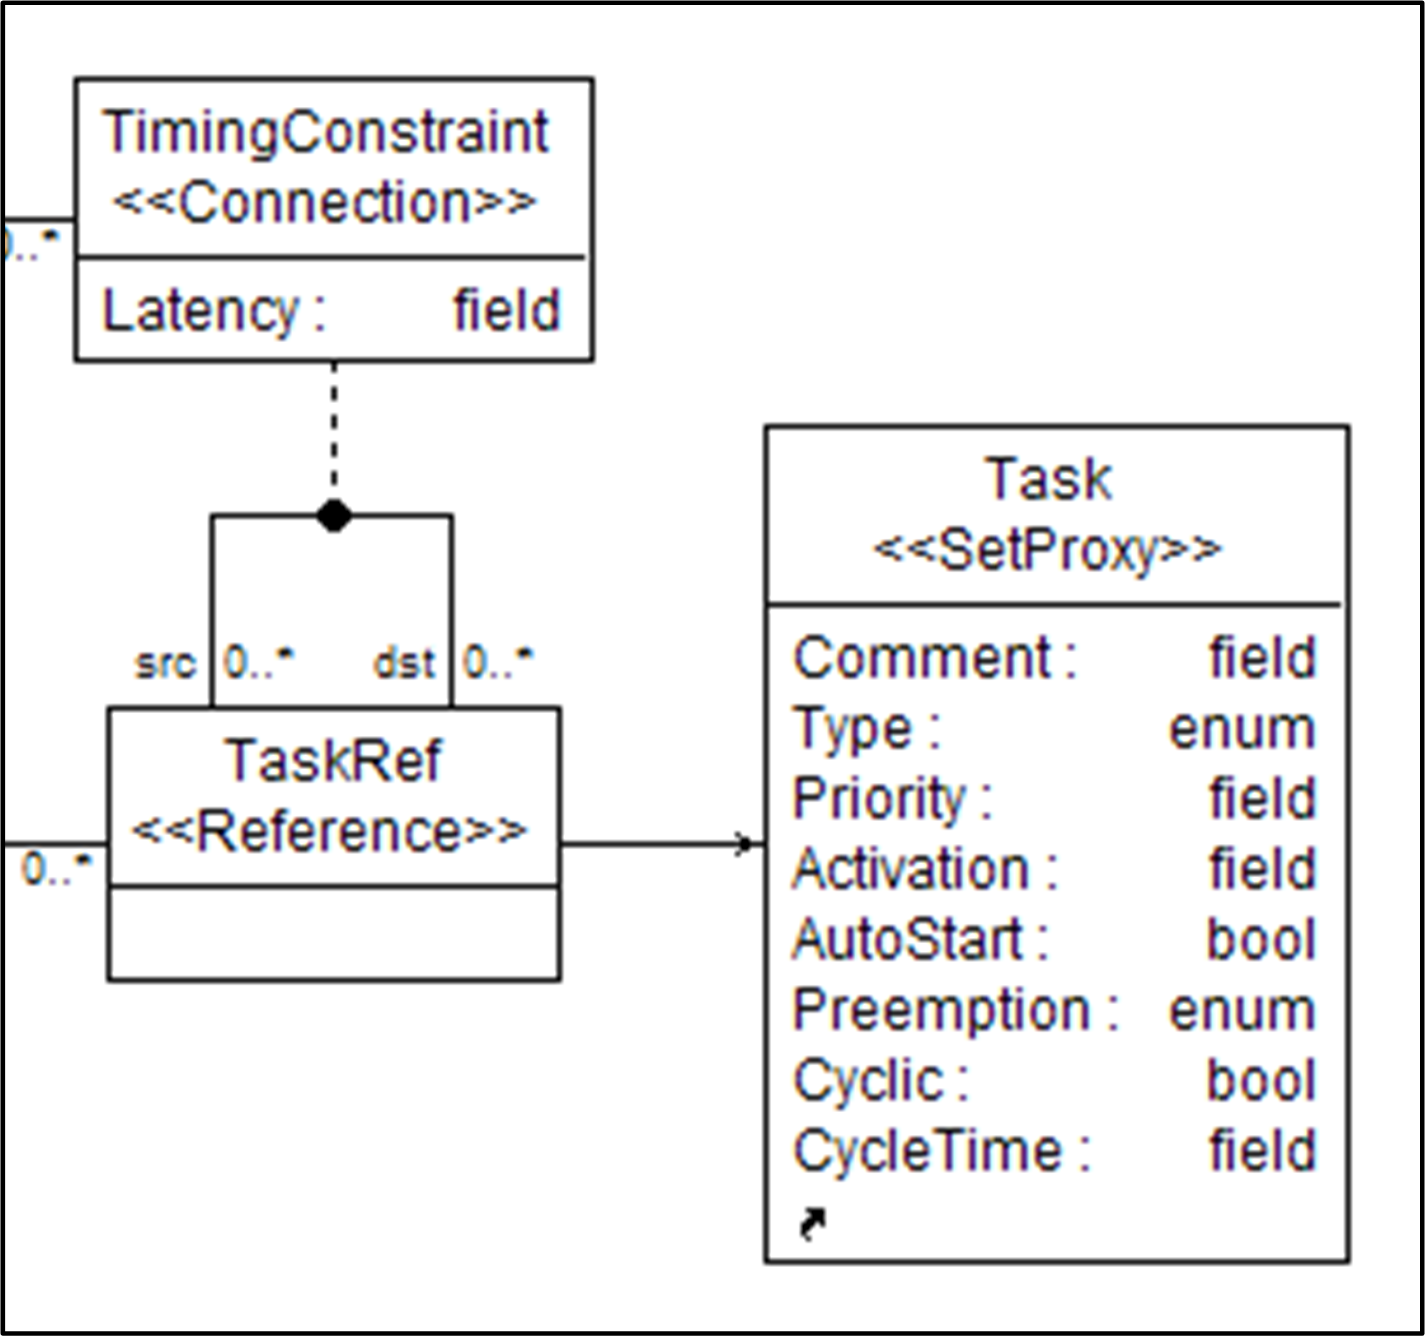 TimingConstraint
<<Connection>>
0..*
Latency : field
src 0..* dst 0..*
TaskRef
<<Reference>>
0..*
Task
<<SetProxy>>
Comment : field
Type : enum
Priority : field
Activation : field
AutoStart : bool
Preemption : enum
Cyclic : bool
CycleTime : field